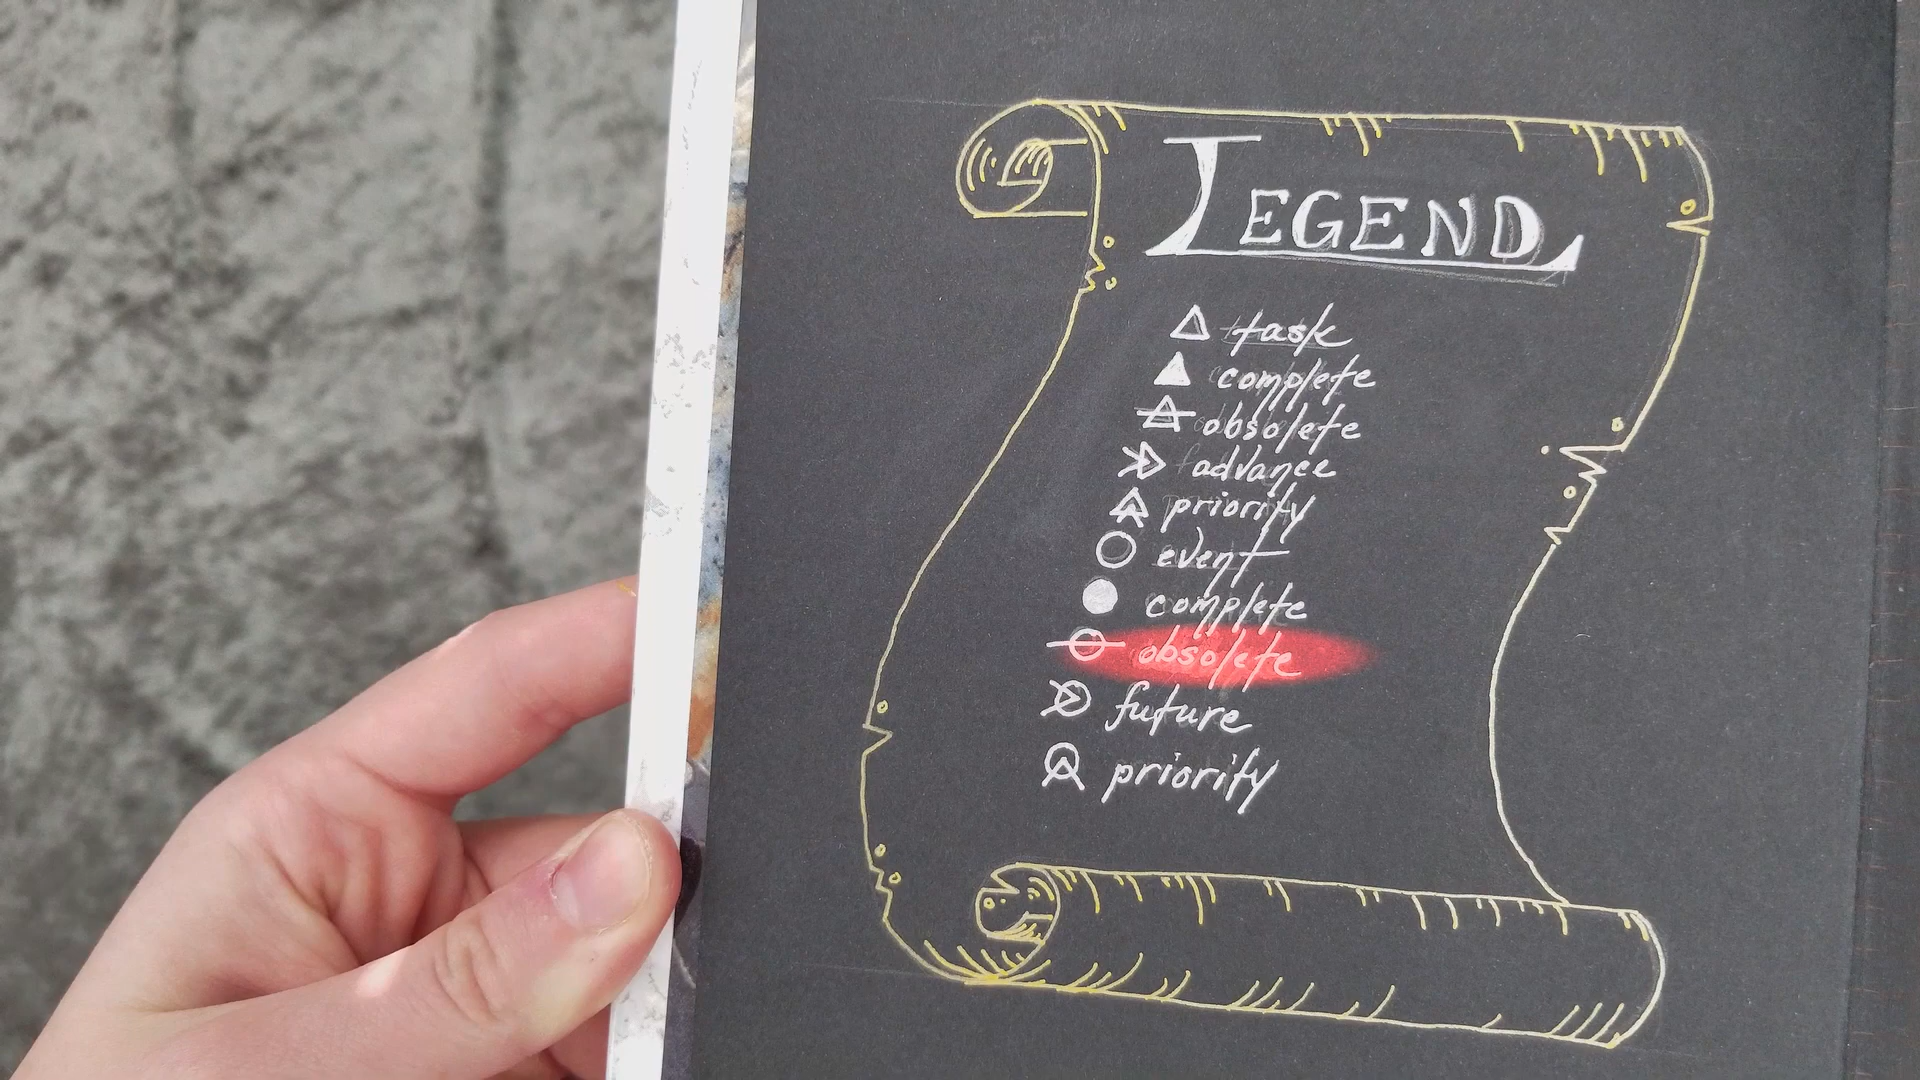 LEGEND
task
complete
obsolete
advance
priority
event
complete
obsolete
future
priority